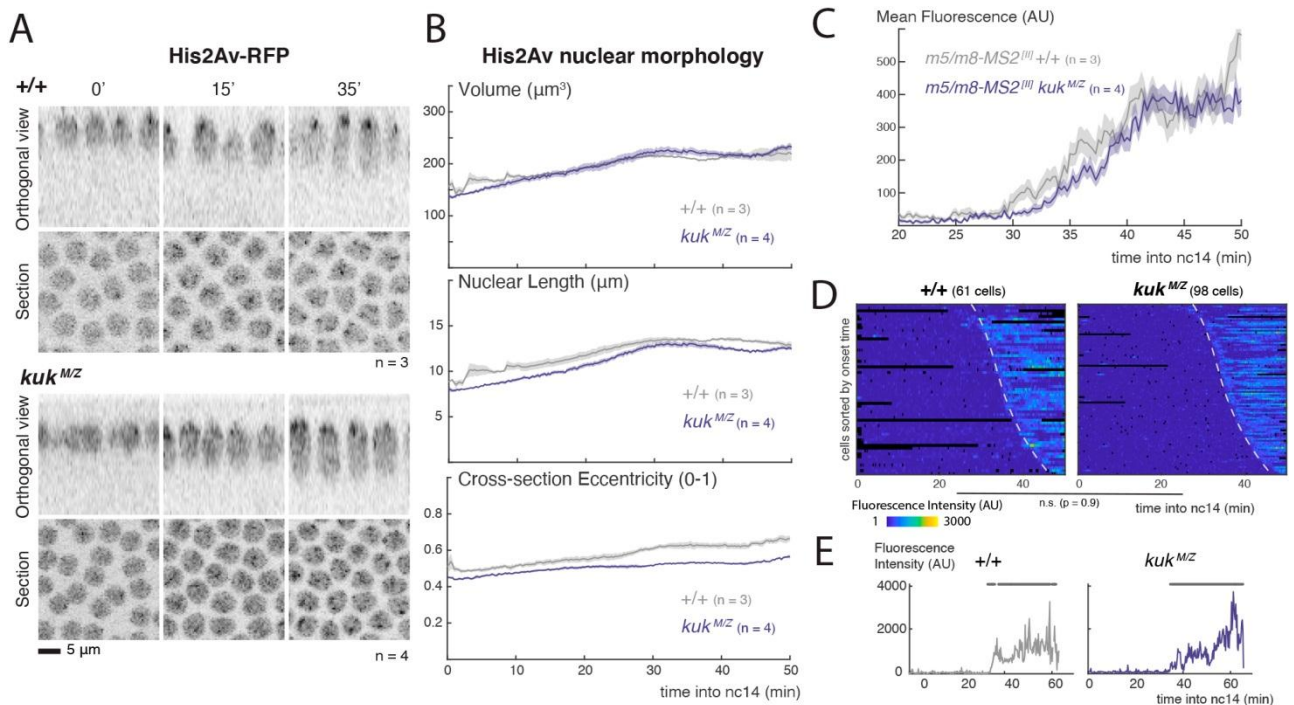 A
His2Av-RFP
+/+
0'
15'
35'
Orthogonal view
Section
n = 3
kuk M/Z
Orthogonal view
Section
5 μm
n = 4
B
His2Av nuclear morphology
Volume (μm³)
300
200
100
+/+ (n = 3)
kuk M/Z (n = 4)
Nuclear Length (μm)
15
10
5
+/+ (n = 3)
kuk M/Z (n = 4)
Cross-section Eccentricity (0-1)
1.0
0.8
0.6
0.4
0.2
+/+ (n = 3)
kuk M/Z (n = 4)
0 10 20 30 40 50
time into nc14 (min)
C
Mean Fluorescence (AU)
m5/m8-MS2[II] +/+ (n = 3)
m5/m8-MS2[II] kuk M/Z (n = 4)
500
400
300
200
100
20 25 30 35 40 45 50
time into nc14 (min)
D
+/+ (61 cells)
kuk M/Z (98 cells)
cells sorted by onset time
0 20 40
0 20 40
n.s. (p = 0.9)
time into nc14 (min)
Fluorescence Intensity (AU)
1 3000
E
Fluorescence
Intensity (AU)
+/+
kuk M/Z
4000
2000
0
0 20 40 60
0 20 40 60
time into nc14 (min)